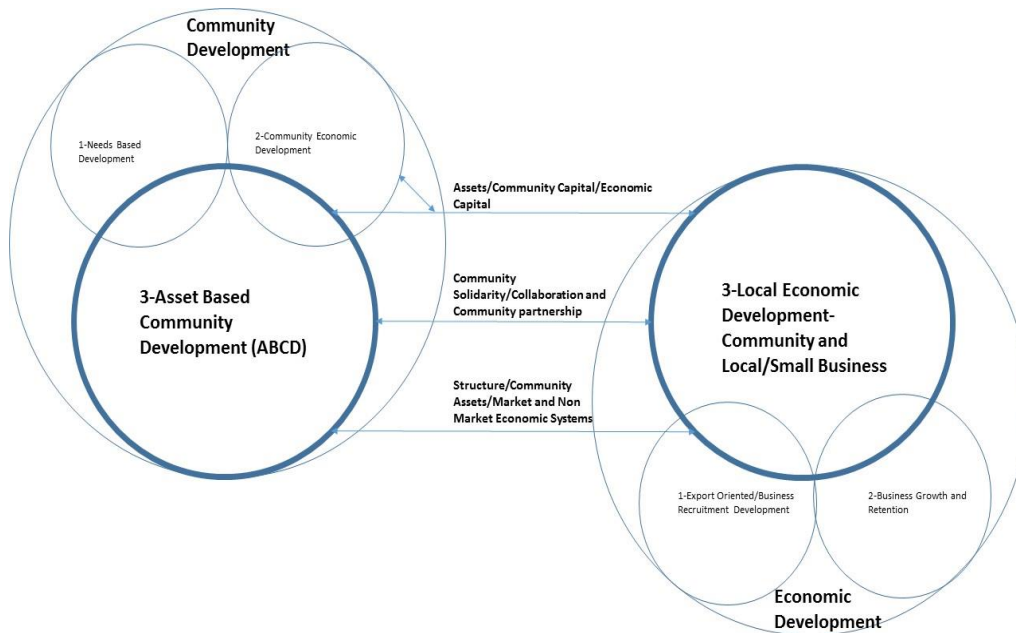 Community
Development
1-Needs Based
Development
2-Community Economic
Development
Assets/Community Capital/Economic
Capital
3-Asset Based
Community
Development (ABCD)
Community
Solidarity/Collaboration and
Community partnership
3-Local Economic
Development-
Community and
Local/Small Business
Structure/Community
Assets/Market and Non
Market Economic Systems
1-Export Oriented/Business
Recruitment Development
2-Business Growth and
Retention
Economic
Development